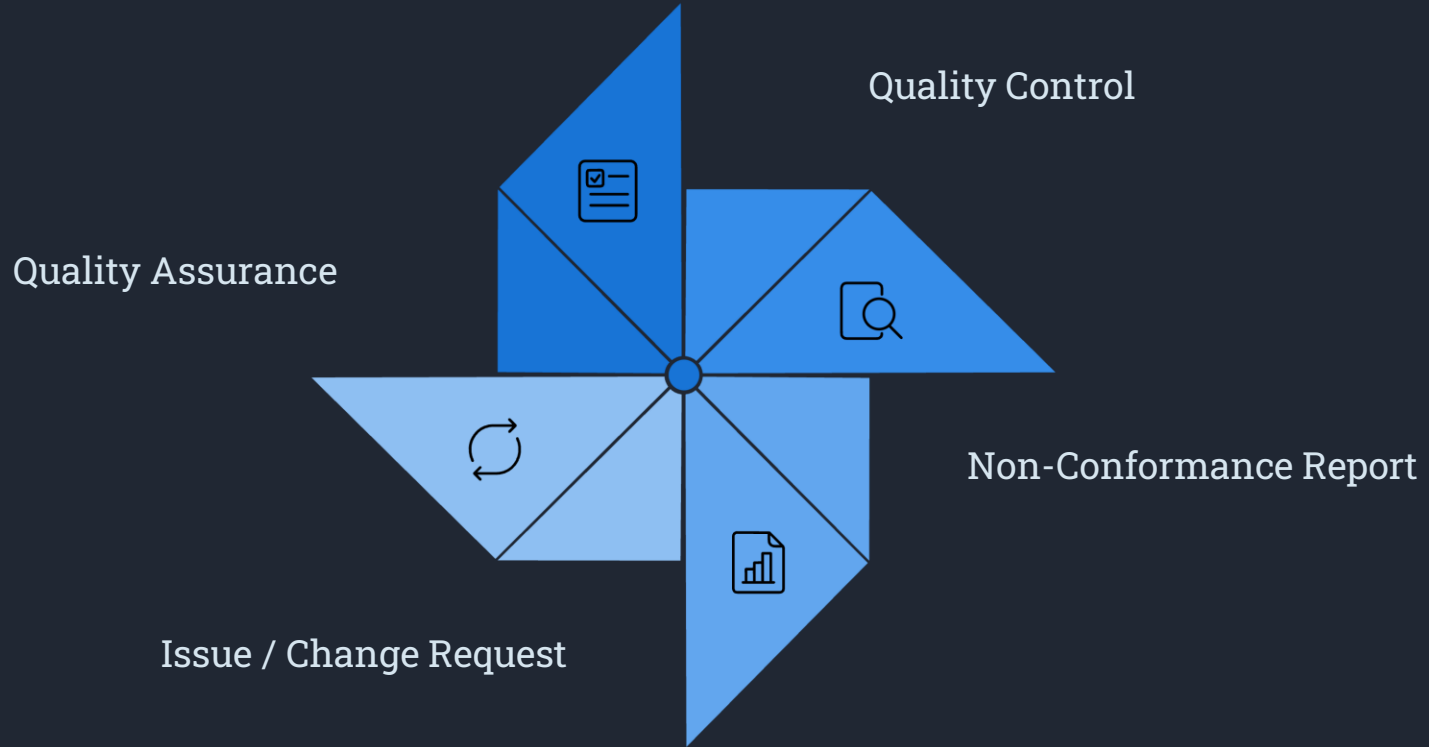 Quality Control
Quality Assurance
Non-Conformance Report
Issue / Change Request